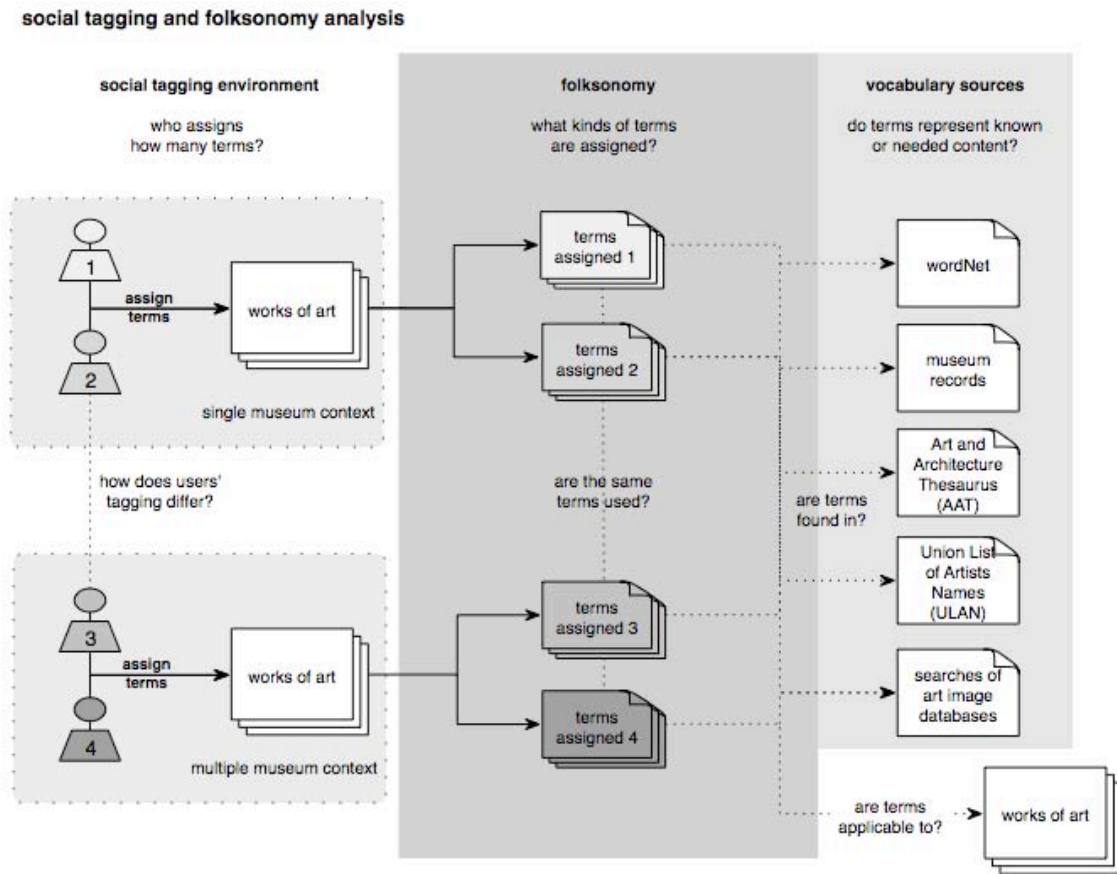 social tagging and folksonomy analysis
social tagging environment
who assigns
how many terms?
folksonomy
what kinds of terms
are assigned?
vocabulary sources
do terms represent known
or needed content?
1
assign
terms
2
works of art
single museum context
terms
assigned 1
terms
assigned 2
wordNet
museum
records
how does users'
tagging differ?
are the same
terms used?
are terms
found in?
Art and
Architecture
Thesaurus
(AAT)
Union List
of Artists
Names
(ULAN)
3
assign
terms
4
works of art
multiple museum context
terms
assigned 3
terms
assigned 4
searches of
art image
databases
are terms
applicable to?
works of art